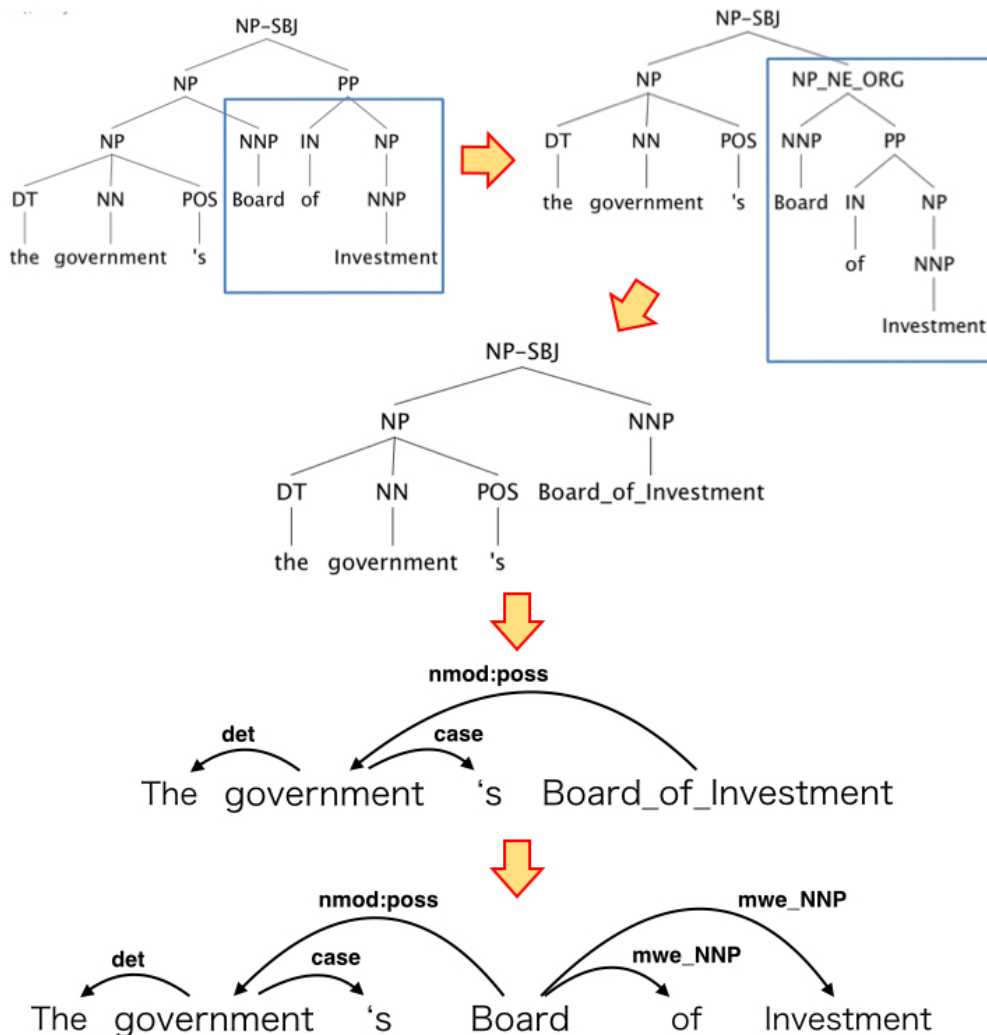 NP-SBJ
NP PP
NP NNP IN NP
DT NN POS Board of NNP
the government 's Investment
NP-SBJ
NP NP_NE_ORG
DT NN POS NNP PP
the government 's Board IN NP
of NNP
Investment
NP-SBJ
NP NNP
DT NN POS Board_of_Investment
the government 's
nmod:poss
det case
The government ‘s Board_of_Investment
nmod:poss mwe_NNP
det case mwe_NNP
The government ‘s Board of Investment